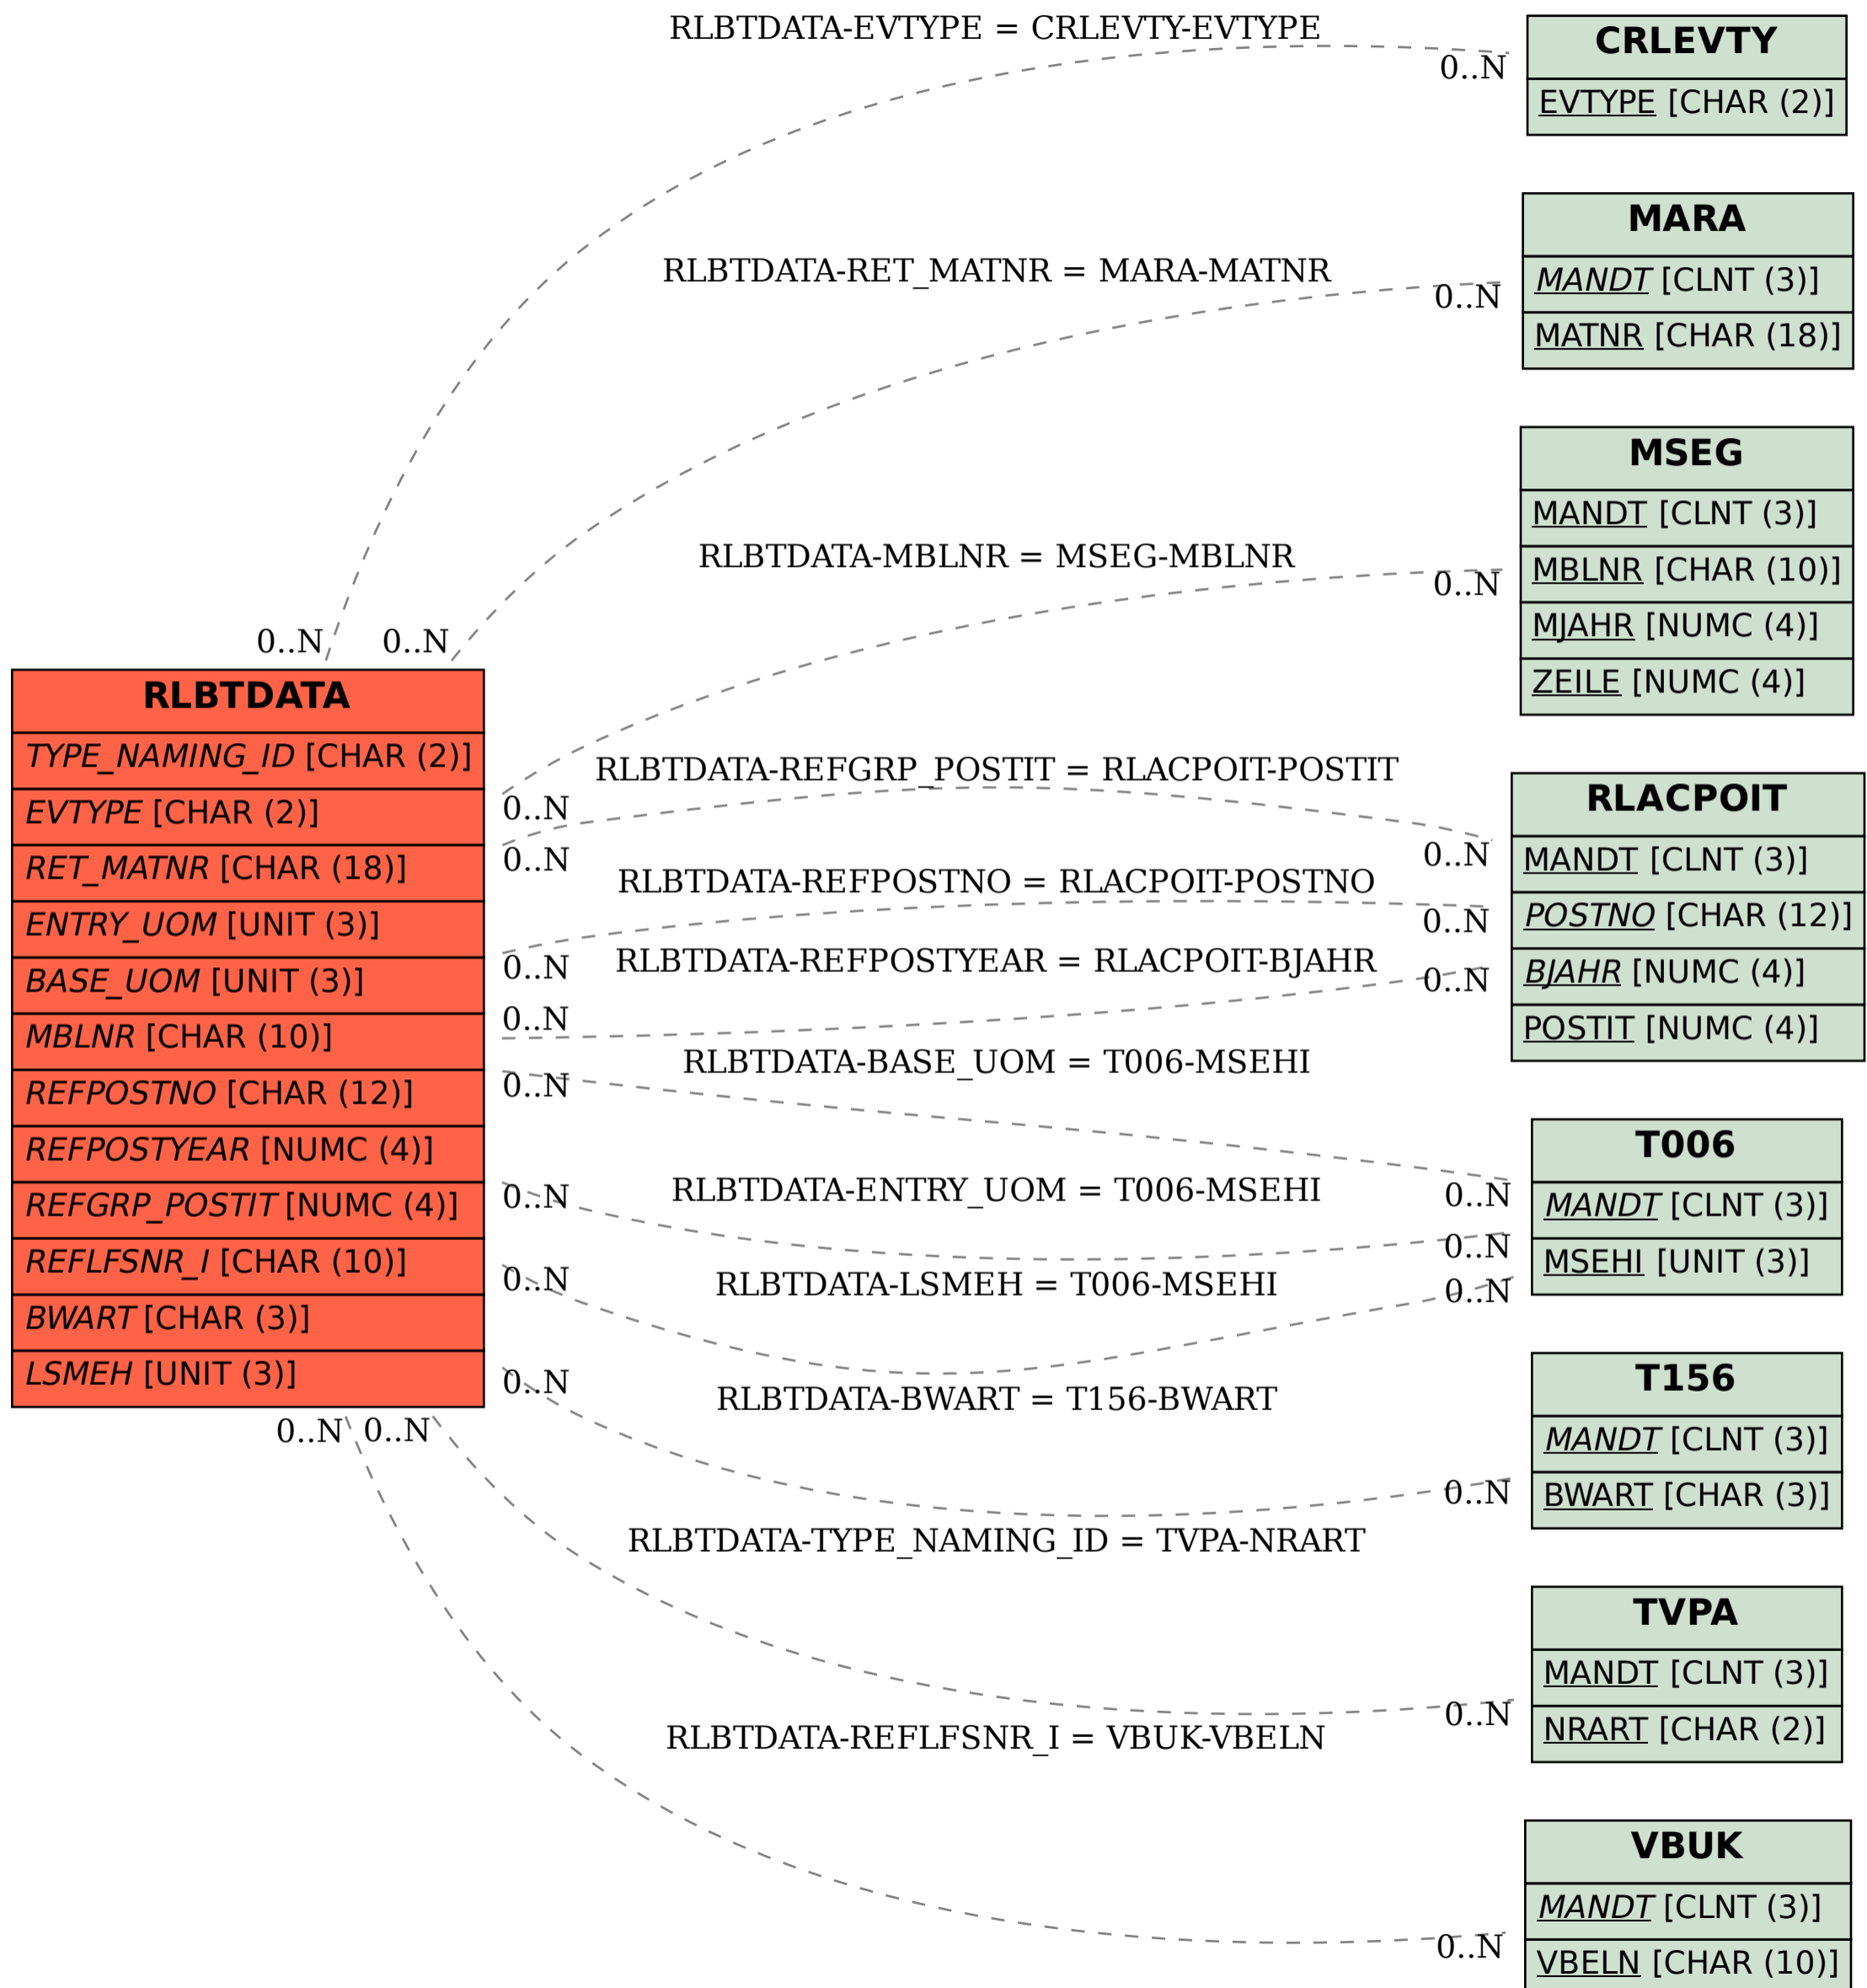 RLBTDATA-EVTYPE = CRLEVTY-EVTYPE
0..N
CRLEVTY
EVTYPE [CHAR (2)]
RLBTDATA-RET_MATNR = MARA-MATNR
0..N
MARA
MANDT [CLNT (3)]
MATNR [CHAR (18)]
RLBTDATA-MBLNR = MSEG-MBLNR
0..N
MSEG
MANDT [CLNT (3)]
MBLNR [CHAR (10)]
MJAHR [NUMC (4)]
ZEILE [NUMC (4)]
0..N
0..N
RLBTDATA
TYPE_NAMING_ID [CHAR (2)]
EVTYPE [CHAR (2)]
RET_MATNR [CHAR (18)]
ENTRY_UOM [UNIT (3)]
BASE_UOM [UNIT (3)]
MBLNR [CHAR (10)]
REFPOSTNO [CHAR (12)]
REFPOSTYEAR [NUMC (4)]
REFGRP_POSTIT [NUMC (4)]
REFLFSNR_I [CHAR (10)]
BWART [CHAR (3)]
LSMEH [UNIT (3)]
0..N
0..N
0..N
RLBTDATA-REFGRP_POSTIT = RLACPOIT-POSTIT
0..N
0..N
RLBTDATA-REFPOSTNO = RLACPOIT-POSTNO
0..N
0..N
RLBTDATA-REFPOSTYEAR = RLACPOIT-BJAHR
0..N
0..N
RLACPOIT
MANDT [CLNT (3)]
POSTNO [CHAR (12)]
BJAHR [NUMC (4)]
POSTIT [NUMC (4)]
RLBTDATA-BASE_UOM = T006-MSEHI
0..N
0..N
RLBTDATA-ENTRY_UOM = T006-MSEHI
0..N
0..N
RLBTDATA-LSMEH = T006-MSEHI
0..N
0..N
T006
MANDT [CLNT (3)]
MSEHI [UNIT (3)]
RLBTDATA-BWART = T156-BWART
0..N
0..N
T156
MANDT [CLNT (3)]
BWART [CHAR (3)]
RLBTDATA-TYPE_NAMING_ID = TVPA-NRART
0..N
TVPA
MANDT [CLNT (3)]
NRART [CHAR (2)]
RLBTDATA-REFLFSNR_I = VBUK-VBELN
0..N
VBUK
MANDT [CLNT (3)]
VBELN [CHAR (10)]